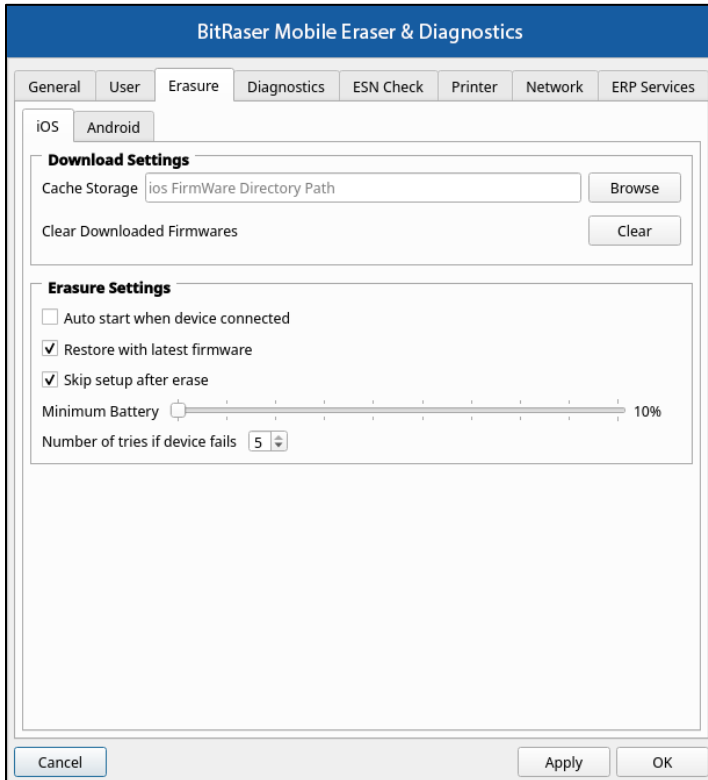 BitRaser Mobile Eraser & Diagnostics
General User Erasure Diagnostics ESN Check Printer Network ERP Services
iOS Android
Download Settings
Cache Storage ios FirmWare Directory Path Browse
Clear Downloaded Firmwares Clear
Erasure Settings
Auto start when device connected
Restore with latest firmware
Skip setup after erase
Minimum Battery 10%
Number of tries if device fails 5
Cancel Apply OK